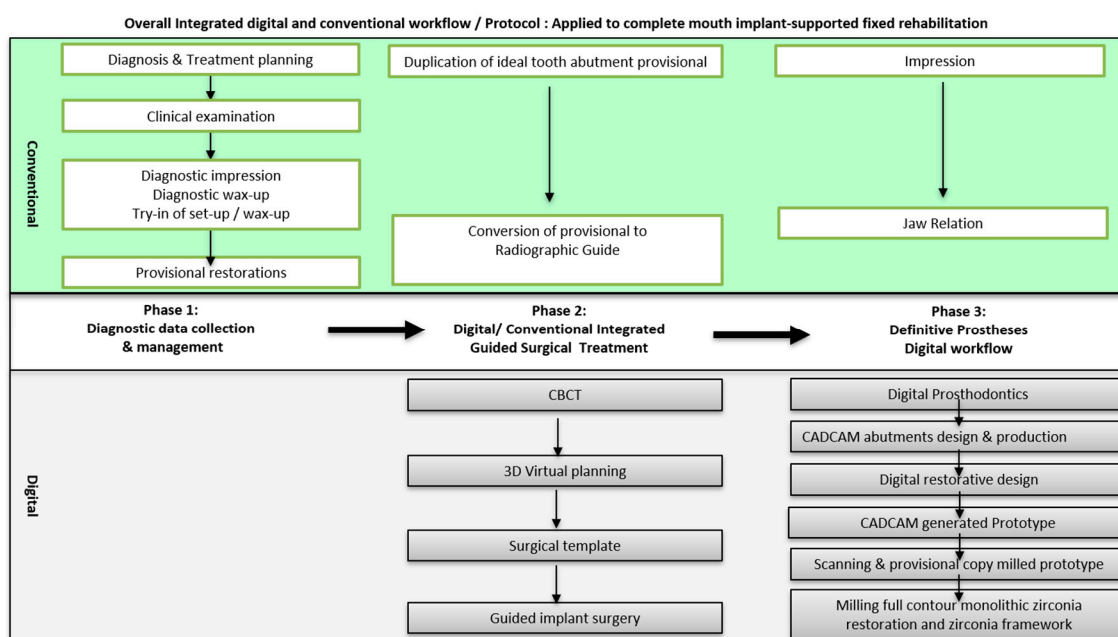 Overall Integrated digital and conventional workflow / Protocol : Applied to complete mouth implant-supported fixed rehabilitation
Conventional
Diagnosis & Treatment planning
Clinical examination
Diagnostic impression
Diagnostic wax-up
Try-in of set-up / wax-up
Provisional restorations
Duplication of ideal tooth abutment provisional
Conversion of provisional to
Radiographic Guide
Impression
Jaw Relation
Phase 1:
Diagnostic data collection
& management
Phase 2:
Digital/ Conventional Integrated
Guided Surgical Treatment
Phase 3:
Definitive Prostheses
Digital workflow
Digital
CBCT
3D Virtual planning
Surgical template
Guided implant surgery
Digital Prosthodontics
CADCAM abutments design & production
Digital restorative design
CADCAM generated Prototype
Scanning & provisional copy milled prototype
Milling full contour monolithic zirconia
restoration and zirconia framework